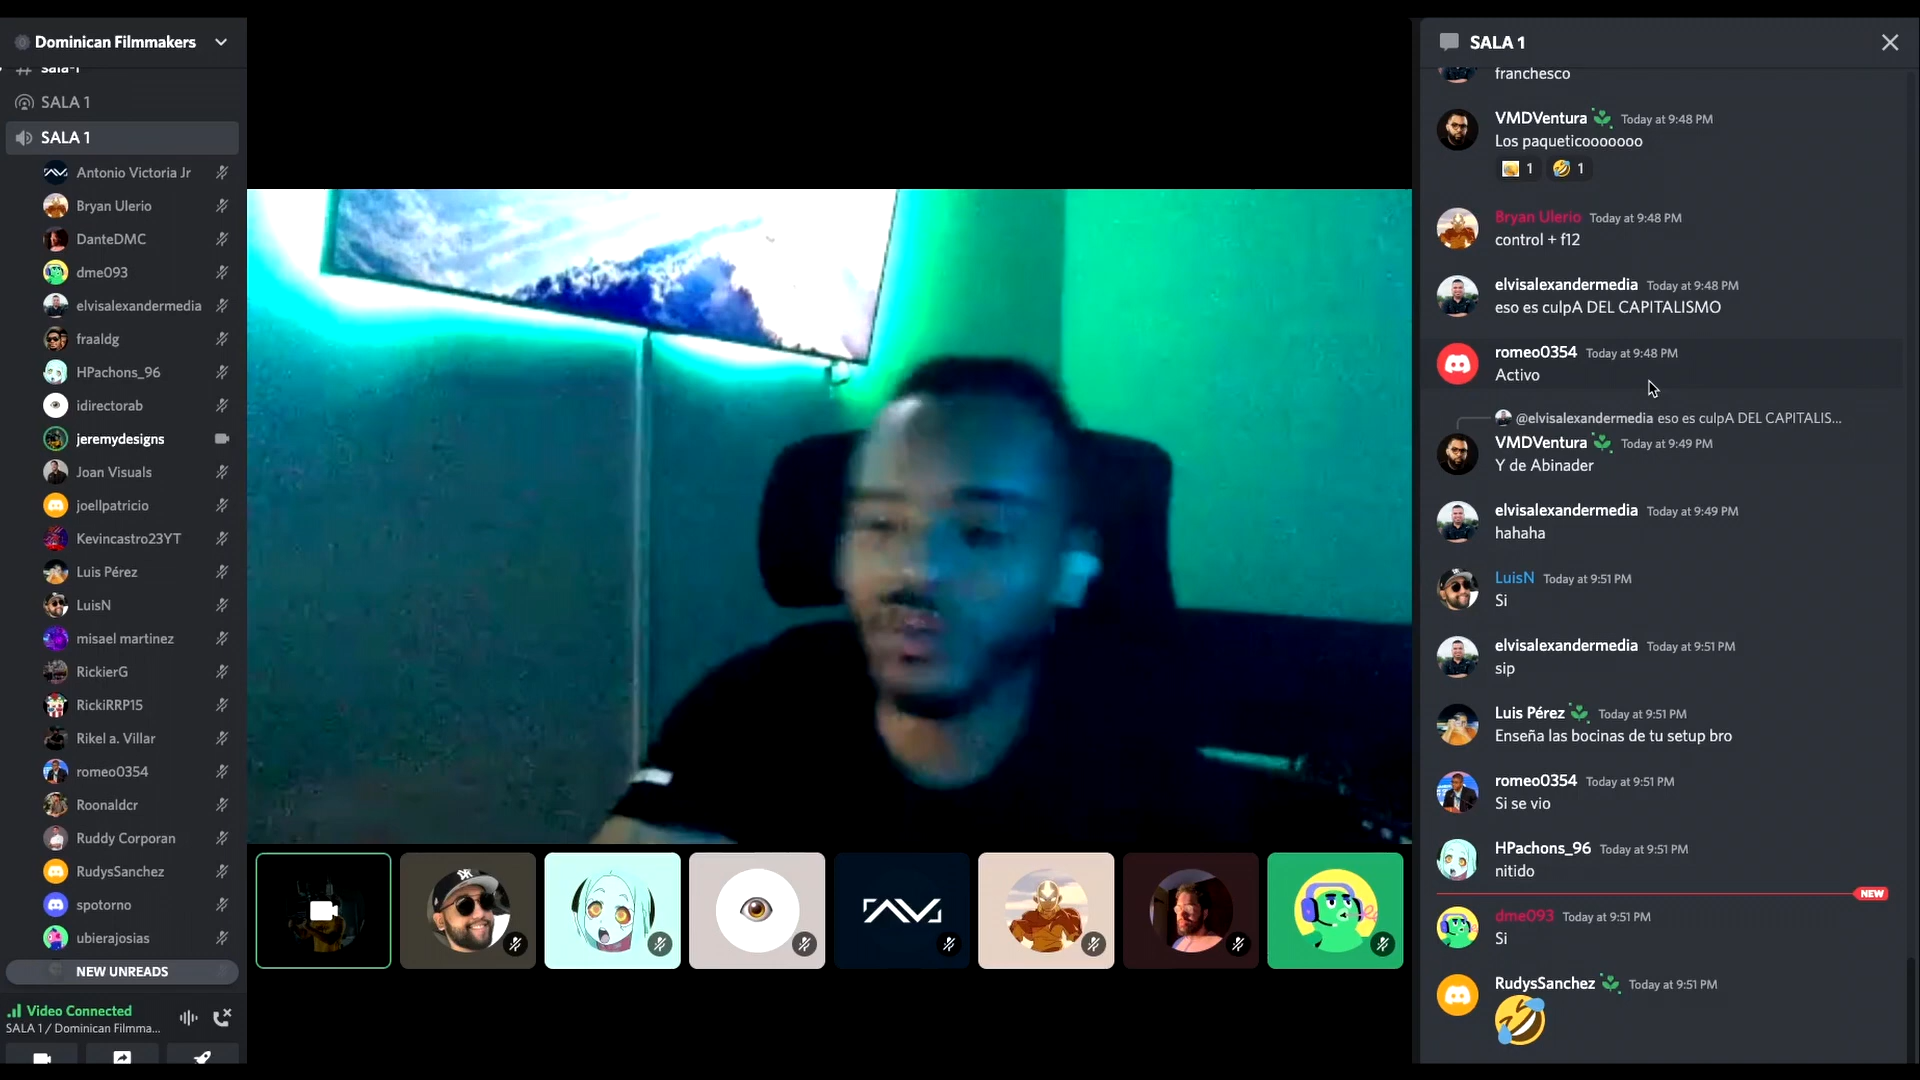 Dominican Filmmakers
sala-1
SALA 1
SALA 1
Antonio Victoria Jr
Bryan Ulerio
DanteDMC
dme093
elvisalexandermedia
fraaldg
HPachons_96
idirectorab
jeremydesigns
Joan Visuals
joellpatricio
Kevincastro23YT
Luis Pérez
LuisN
misael martinez
RickierG
RickiRRP15
Rikel a. Villar
romeo0354
Roonaldcr
Ruddy Corporan
RudysSanchez
spotorno
ubierajosias
NEW UNREADS
Video Connected
SALA 1 / Dominican Filmma...
SALA 1
franchesco
VMDVentura Today at 9:48 PM
Los paqueticooooooo
1 1
Bryan Ulerio Today at 9:48 PM
control + f12
elvisalexandermedia Today at 9:48 PM
eso es culpA DEL CAPITALISMO
romeo0354 Today at 9:48 PM
Activo
@elvisalexandermedia eso es culpA DEL CAPITALIS...
VMDVentura Today at 9:49 PM
Y de Abinader
elvisalexandermedia Today at 9:49 PM
hahaha
LuisN Today at 9:51 PM
Si
elvisalexandermedia Today at 9:51 PM
sip
Luis Pérez Today at 9:51 PM
Enseña las bocinas de tu setup bro
romeo0354 Today at 9:51 PM
Si se vio
HPachons_96 Today at 9:51 PM
nitido
NEW
dme093 Today at 9:51 PM
Si
RudysSanchez Today at 9:51 PM